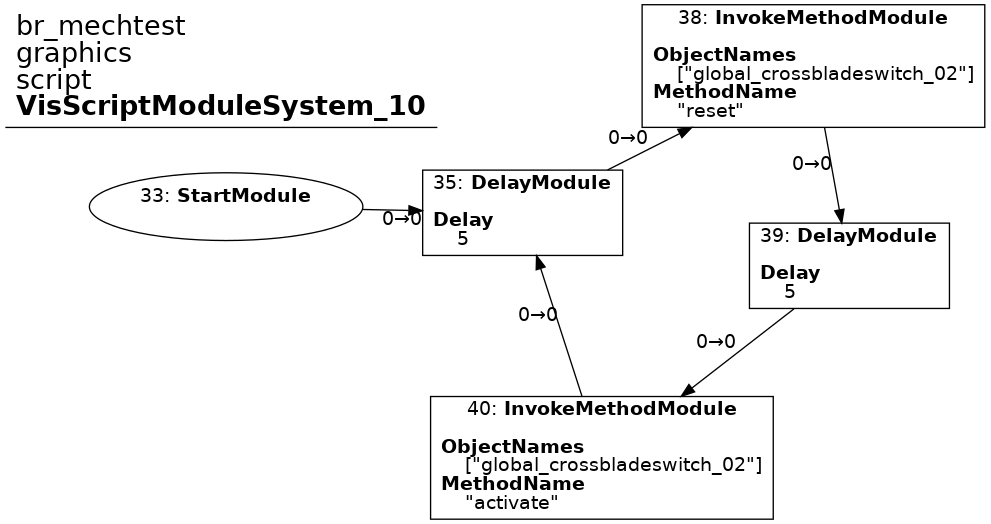 br_mechtest
graphics
script
VisScriptModuleSystem_10
38: InvokeMethodModule
ObjectNames
["global_crossbladeswitch_02"]
MethodName
"reset"
0→0
0→0
33: StartModule
0→0
35: DelayModule
Delay
5
39: DelayModule
Delay
5
0→0
0→0
40: InvokeMethodModule
ObjectNames
["global_crossbladeswitch_02"]
MethodName
"activate"